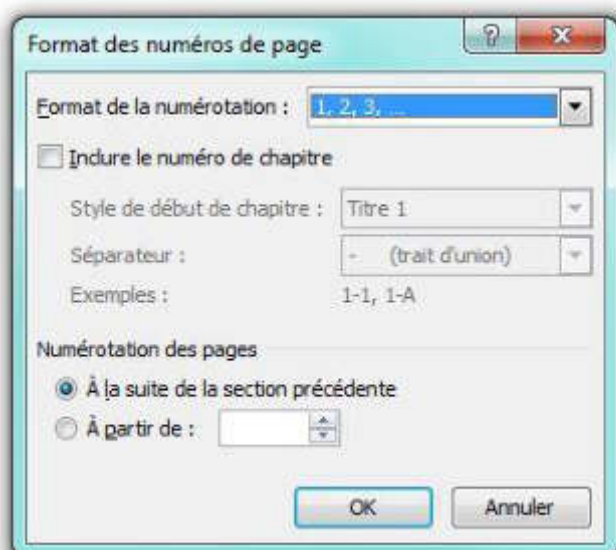 Format des numéros de page
Format de la numérotation : 1, 2, 3, ...
Inclure le numéro de chapitre
Style de début de chapitre : Titre 1
Séparateur : - (trait d'union)
Exemples : 1-1, 1-A
Numérotation des pages
À la suite de la section précédente
À partir de :
OK Annuler